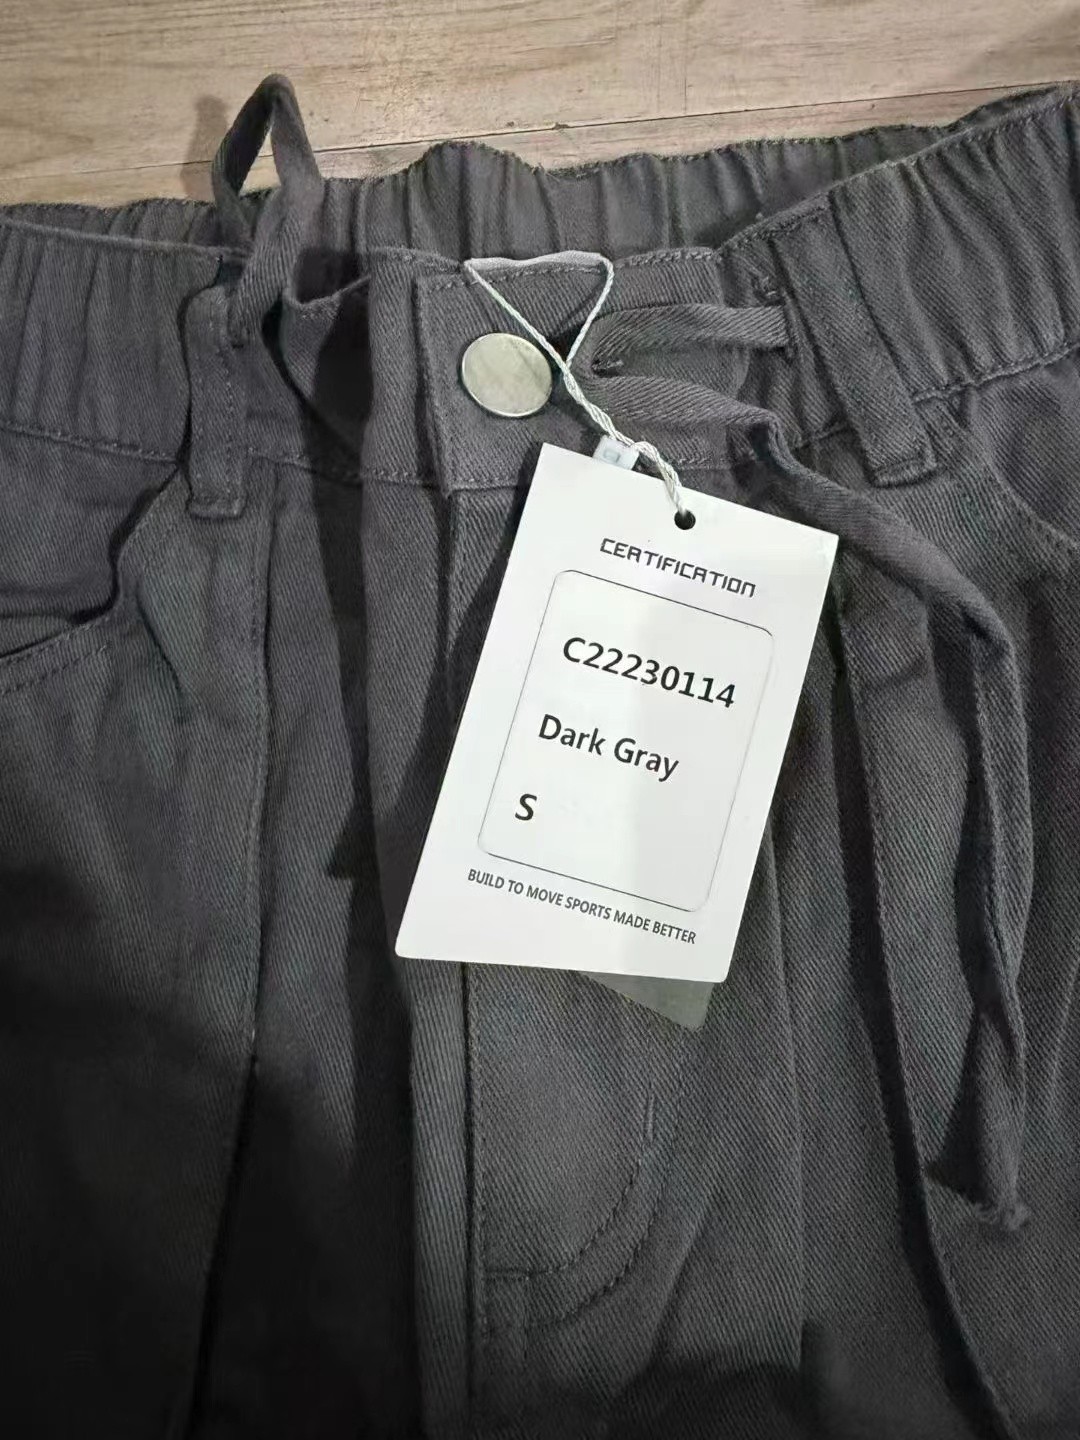 CERTIFICATION
C22230114
Dark Gray
S
BUILD TO MOVE SPORTS MADE BETTER